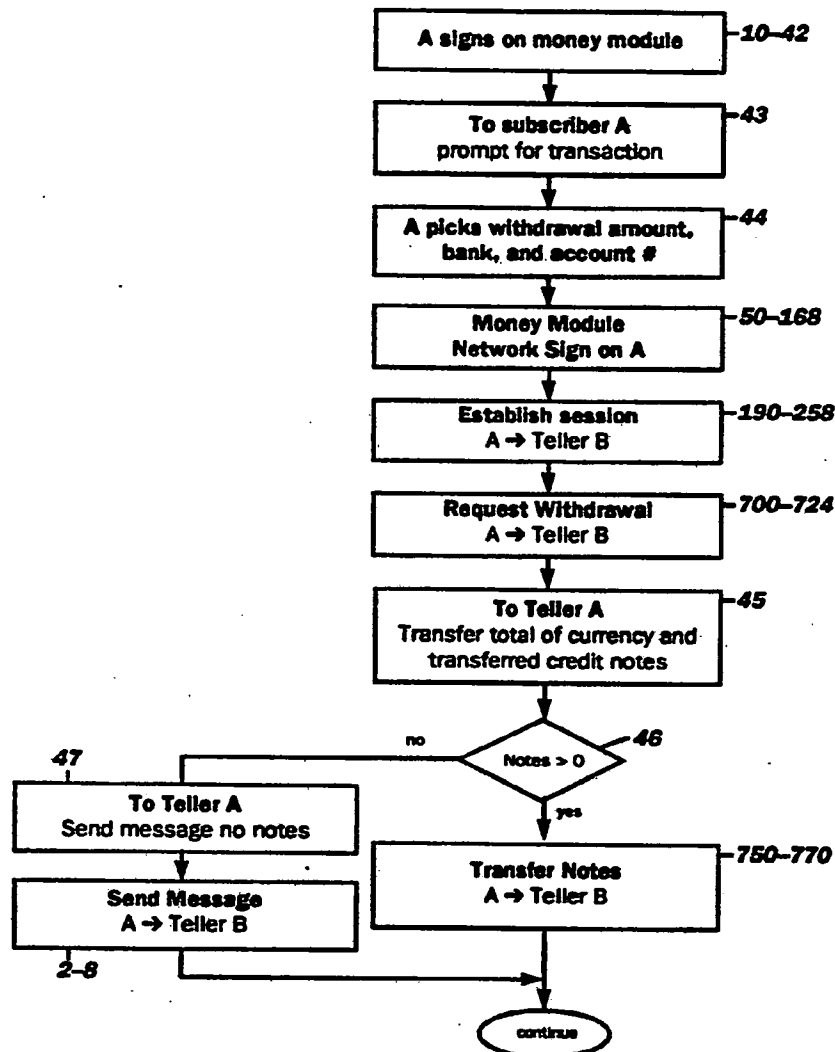 A signs on money module
10–42
To subscriber A
prompt for transaction
43
A picks withdrawal amount,
bank, and account #
44
Money Module
Network Sign on A
50–168
Establish session
A → Teller B
190–258
Request Withdrawal
A → Teller B
700–724
To Teller A
Transfer total of currency and
transferred credit notes
45
Notes > 0
46
no
yes
47
To Teller A
Send message no notes
Send Message
A → Teller B
2–8
Transfer Notes
A → Teller B
750–770
continue